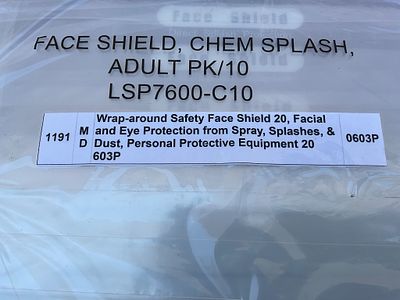 Face Shield
FACE SHIELD, CHEM SPLASH,
ADULT PK/10
LSP7600-C10
1191 MD Wrap-around Safety Face Shield 20, Facial
and Eye Protection from Spray, Splashes, &
Dust, Personal Protective Equipment 20
603P
0603P